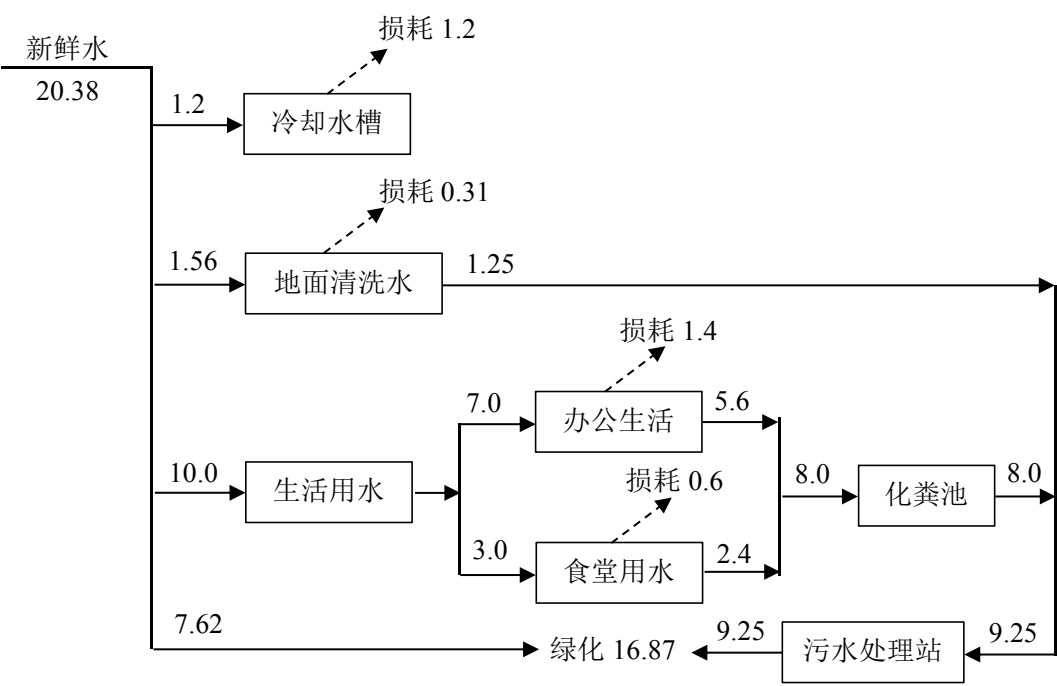 损耗 1.2
新鲜水
20.38
1.2
冷却水槽
损耗 0.31
1.56
地面清洗水
1.25
损耗 1.4
7.0
办公生活
5.6
10.0
生活用水
损耗 0.6
8.0
化粪池
8.0
3.0
食堂用水
2.4
7.62
绿化 16.87
9.25
污水处理站
9.25